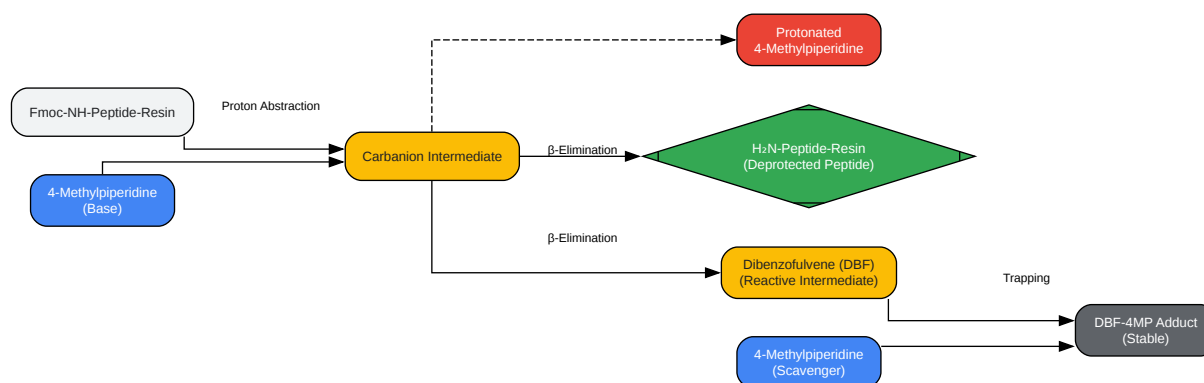 Protonated
4-Methylpiperidine
Fmoc-NH-Peptide-Resin
Proton Abstraction
4-Methylpiperidine
(Base)
Carbanion Intermediate
β-Elimination
H₂N-Peptide-Resin
(Deprotected Peptide)
β-Elimination
Dibenzofulvene (DBF)
(Reactive Intermediate)
Trapping
4-Methylpiperidine
(Scavenger)
DBF-4MP Adduct
(Stable)